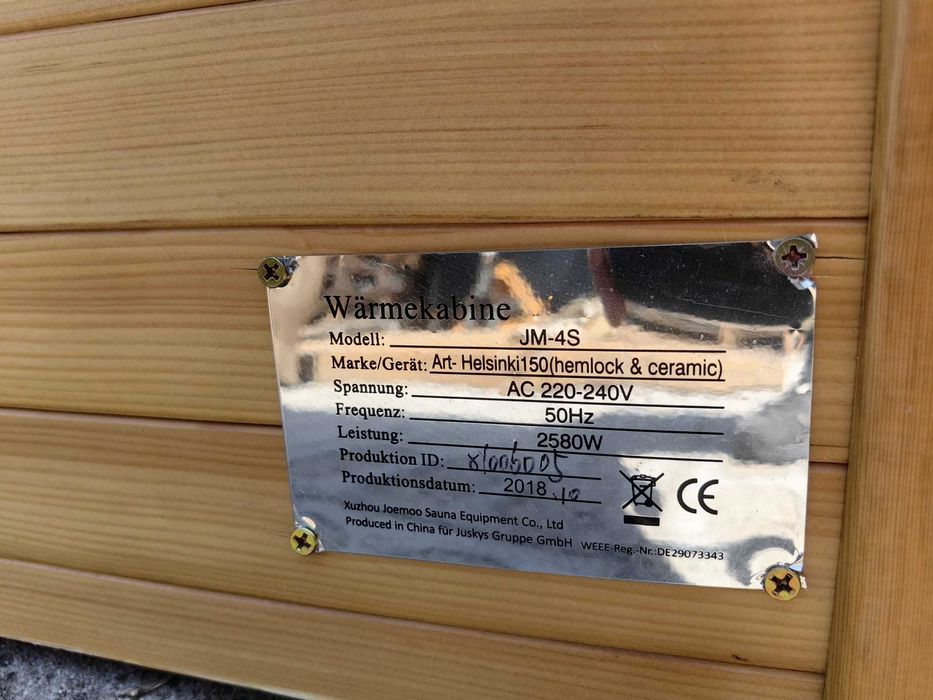 Wärmekabine
Modell: JM-4S
Marke/Gerät: Art- Helsinki150(hemlock & ceramic)
Spannung: AC 220-240V
Frequenz: 50Hz
Leistung: 2580W
Produktion ID:
Produktionsdatum: 2018.10
CE
Xuzhou Joemoo Sauna Equipment Co., Ltd
Produced in China für Juskys Gruppe GmbH WEEE-Reg.-Nr.:DE29073343